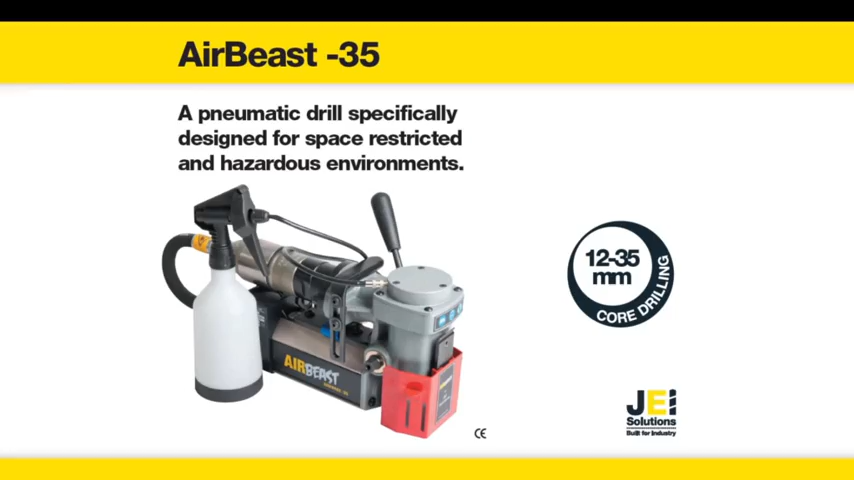 AirBeast -35
A pneumatic drill specifically
designed for space restricted
and hazardous environments.
12-35
mm
CORE DRILLING
AIRBEAST
CE
JEI
Solutions
Built for Industry